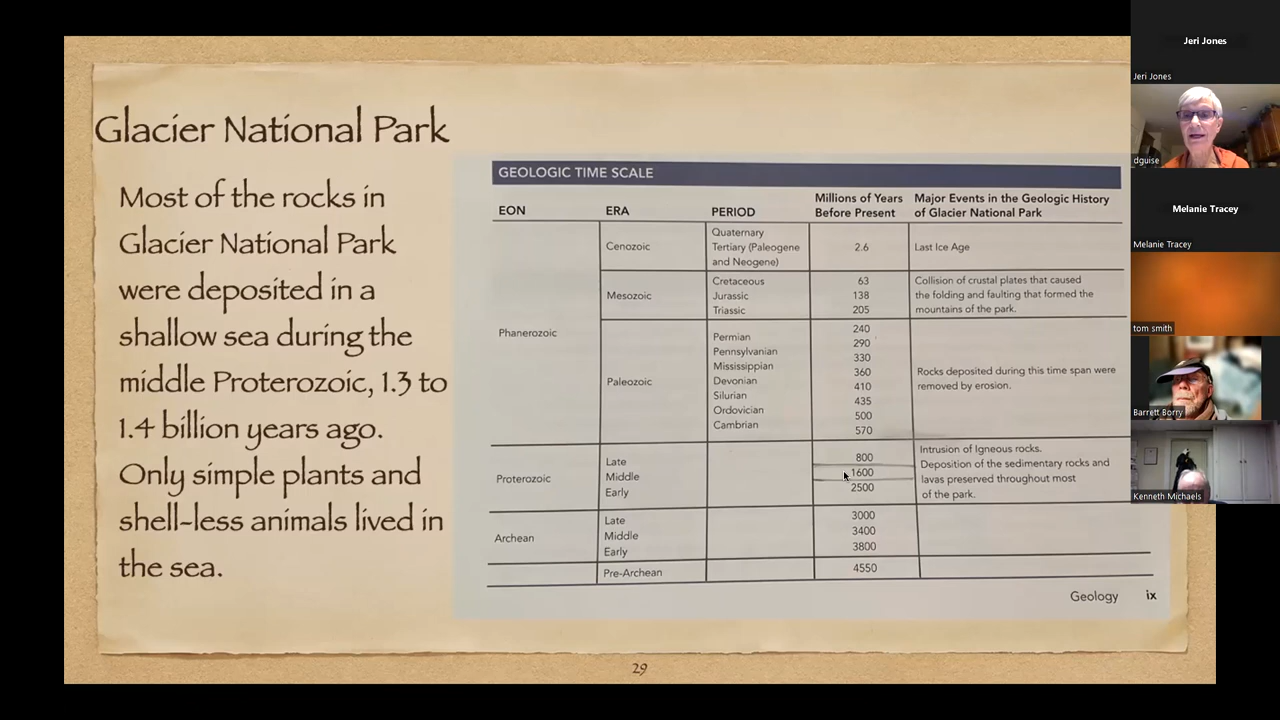 Glacier National Park
Most of the rocks in
Glacier National Park
were deposited in a
shallow sea during the
middle Proterozoic, 1.3 to
1.4 billion years ago.
Only simple plants and
shell-less animals lived in
the sea.
GEOLOGIC TIME SCALE
EON ERA PERIOD Millions of Years Before Present Major Events in the Geologic History of Glacier National Park
Phanerozoic
Cenozoic
Quaternary
Tertiary (Paleogene
and Neogene)
2.6
Last Ice Age
Mesozoic
Cretaceous 63
Jurassic 138
Triassic 205
Collision of crustal plates that caused
the folding and faulting that formed the
mountains of the park.
Paleozoic
240
Permian 290
Pennsylvanian 330
Mississippian 360
Devonian 410
Silurian 435
Ordovician 500
Cambrian 570
Rocks deposited during this time span were
removed by erosion.
Proterozoic
Late 800
Middle 1600
Early 2500
Intrusion of Igneous rocks.
Deposition of the sedimentary rocks and
lavas preserved throughout most
of the park.
Archean
Late 3000
Middle 3400
Early 3800
Pre-Archean 4550
Geology ix
29
Jeri Jones
Jeri Jones
dguise
Melanie Tracey
Melanie Tracey
tom smith
Barrett Borry
Kenneth Michaels